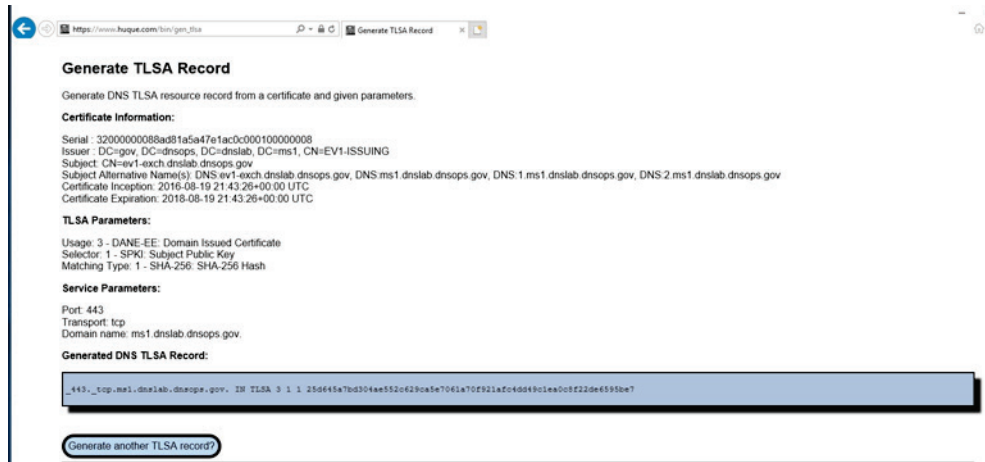 https://www.huque.com/bin/gen_tlsa
Generate TLSA Record
Generate TLSA Record
Generate DNS TLSA resource record from a certificate and given parameters.
Certificate Information:
Serial : 32000000088ad81a5a47e1ac0c000100000008
Issuer : DC=gov, DC=dnsops, DC=dnslab, DC=ms1, CN=EV1-ISSUING
Subject: CN=ev1-exch.dnslab.dnsops.gov
Subject Alternative Name(s): DNS:ev1-exch.dnslab.dnsops.gov, DNS:ms1.dnslab.dnsops.gov, DNS:1.ms1.dnslab.dnsops.gov, DNS:2.ms1.dnslab.dnsops.gov
Certificate Inception: 2016-08-19 21:43:26+00:00 UTC
Certificate Expiration: 2018-08-19 21:43:26+00:00 UTC
TLSA Parameters:
Usage: 3 - DANE-EE: Domain Issued Certificate
Selector: 1 - SPKI: Subject Public Key
Matching Type: 1 - SHA-256: SHA-256 Hash
Service Parameters:
Port: 443
Transport: tcp
Domain name: ms1.dnslab.dnsops.gov.
Generated DNS TLSA Record:
_443._tcp.ms1.dnslab.dnsops.gov. IN TLSA 3 1 1 25d645a7bd304ae552c629ca5e7061a70f921afc4dd49c1ea0c8f22de6595be7
Generate another TLSA record?